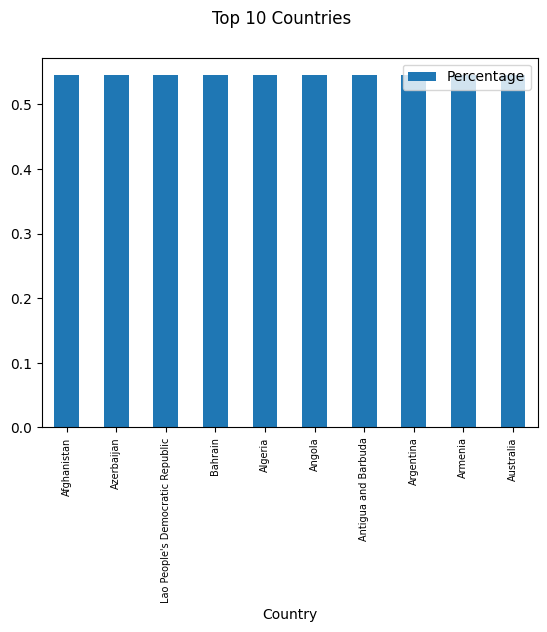 Top 10 Countries
Percentage
0.5
0.4
0.3
0.2
0.1
0.0
Afghanistan
Azerbaijan
Lao People's Democratic Republic
Bahrain
Algeria
Angola
Antigua and Barbuda
Argentina
Armenia
Australia
Country